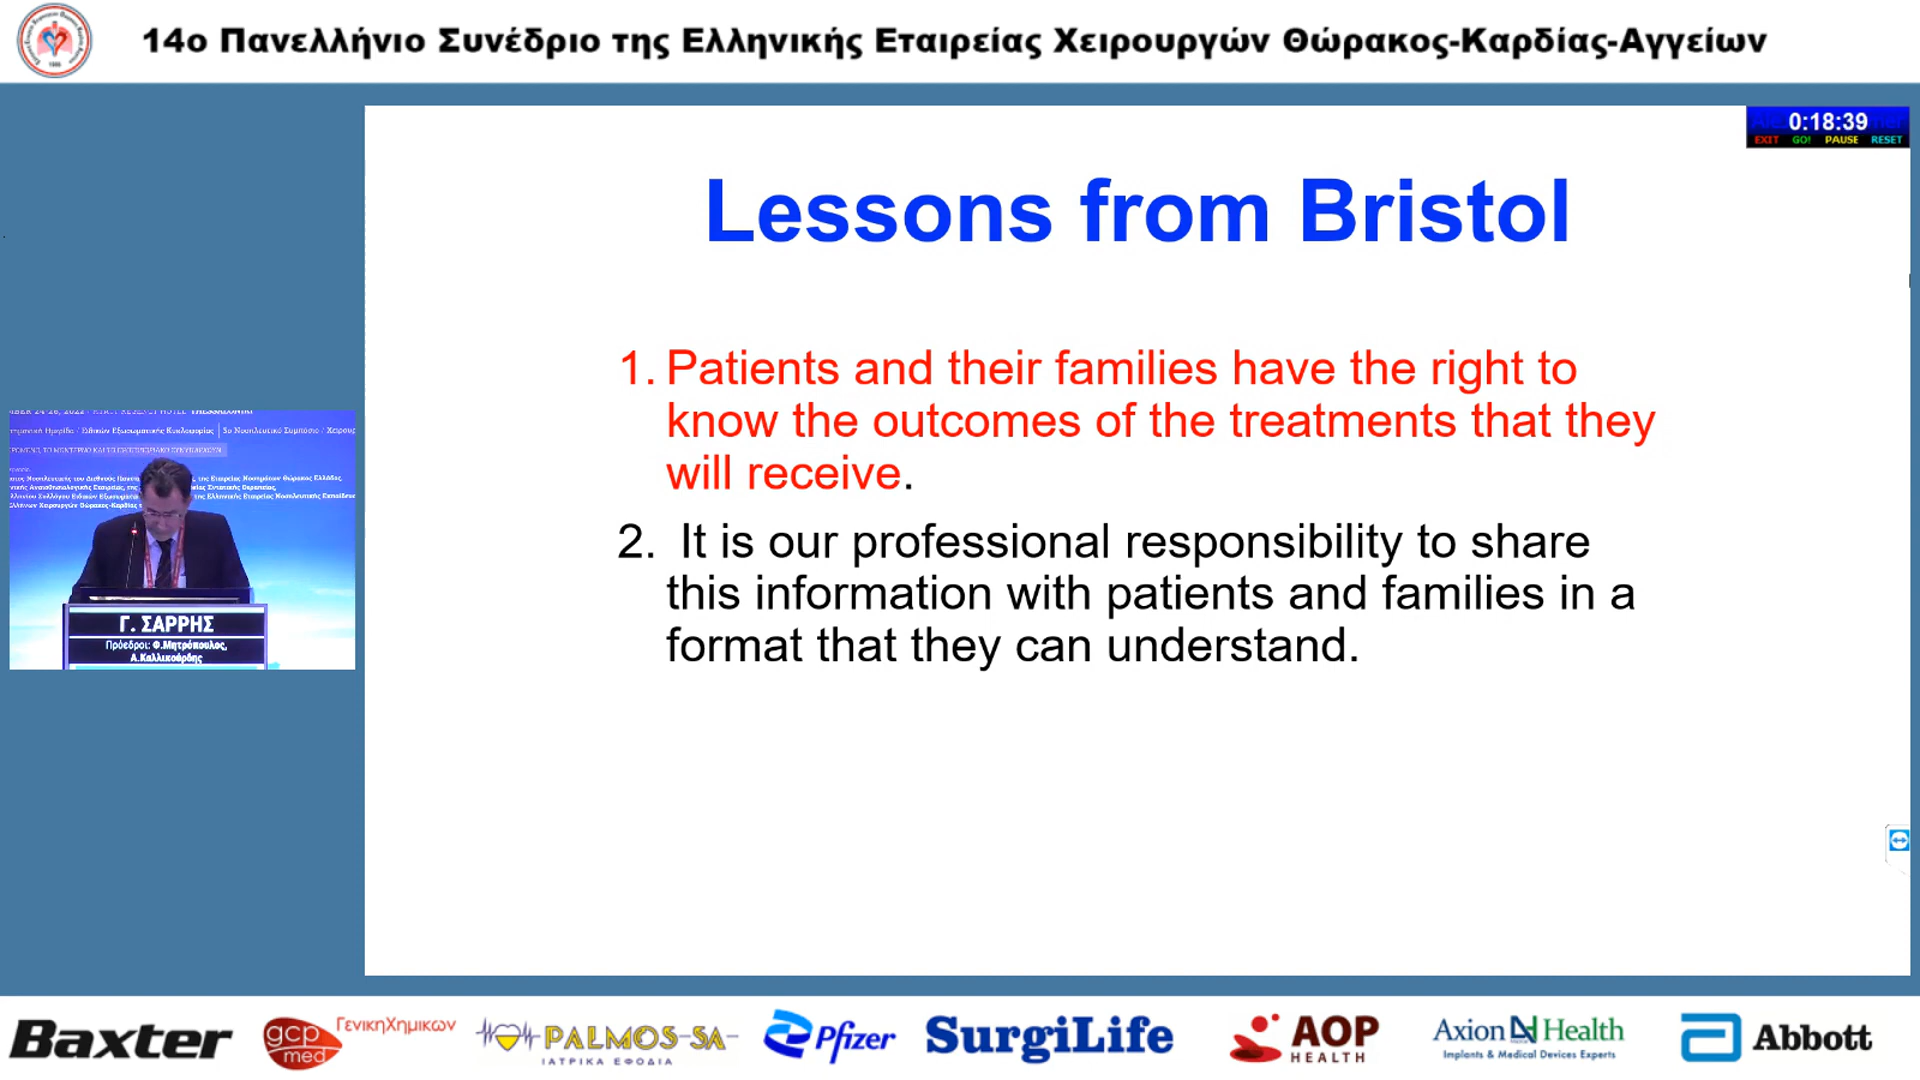 14ο Πανελλήνιο Συνέδριο της Ελληνικής Εταιρείας Χειρουργών Θώρακος-Καρδίας-Αγγείων
0:18:39
EXIT GO! PAUSE RESET
Lessons from Bristol
1. Patients and their families have the right to
know the outcomes of the treatments that they
will receive.
2. It is our professional responsibility to share
this information with patients and families in a
format that they can understand.
Γ. ΣΑΡΡΗΣ
Πρόεδροι: Φ.Μητρόπουλος,
Α.Καλλικούρδης
Baxter
gcp med
ΓενικηΧημικων
PALMOS-SA
ΙΑΤΡΙΚΑ ΕΦΟΔΙΑ
Pfizer
SurgiLife
AOP
HEALTH
Axion Health
Implants & Medical Devices Experts
Abbott